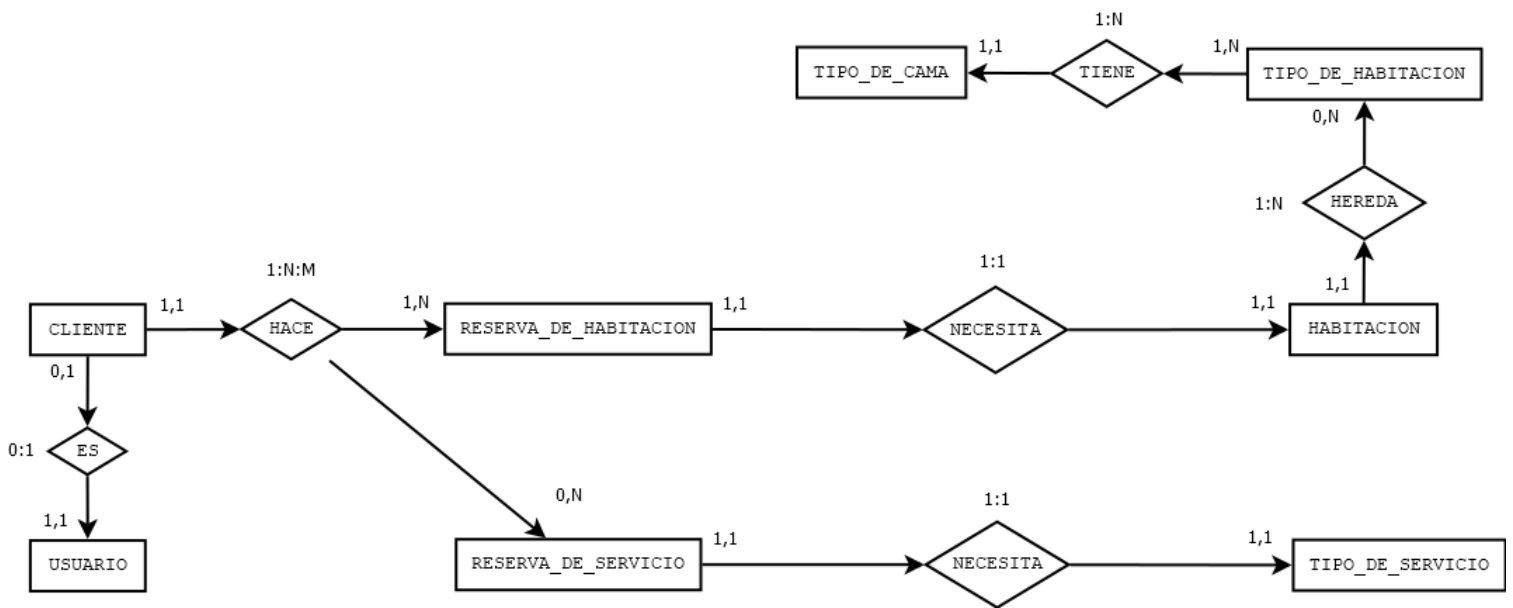 1:N
TIPO_DE_CAMA
1,1
TIENE
1,N
TIPO_DE_HABITACION
0,N
1:N
HEREDA
1:N:M
1:1
CLIENTE
1,1
HACE
1,N
RESERVA_DE_HABITACION
1,1
NECESITA
1,1
1,1
HABITACION
0,1
0:1
ES
1,1
USUARIO
0,N
1:1
RESERVA_DE_SERVICIO
1,1
NECESITA
1,1
TIPO_DE_SERVICIO